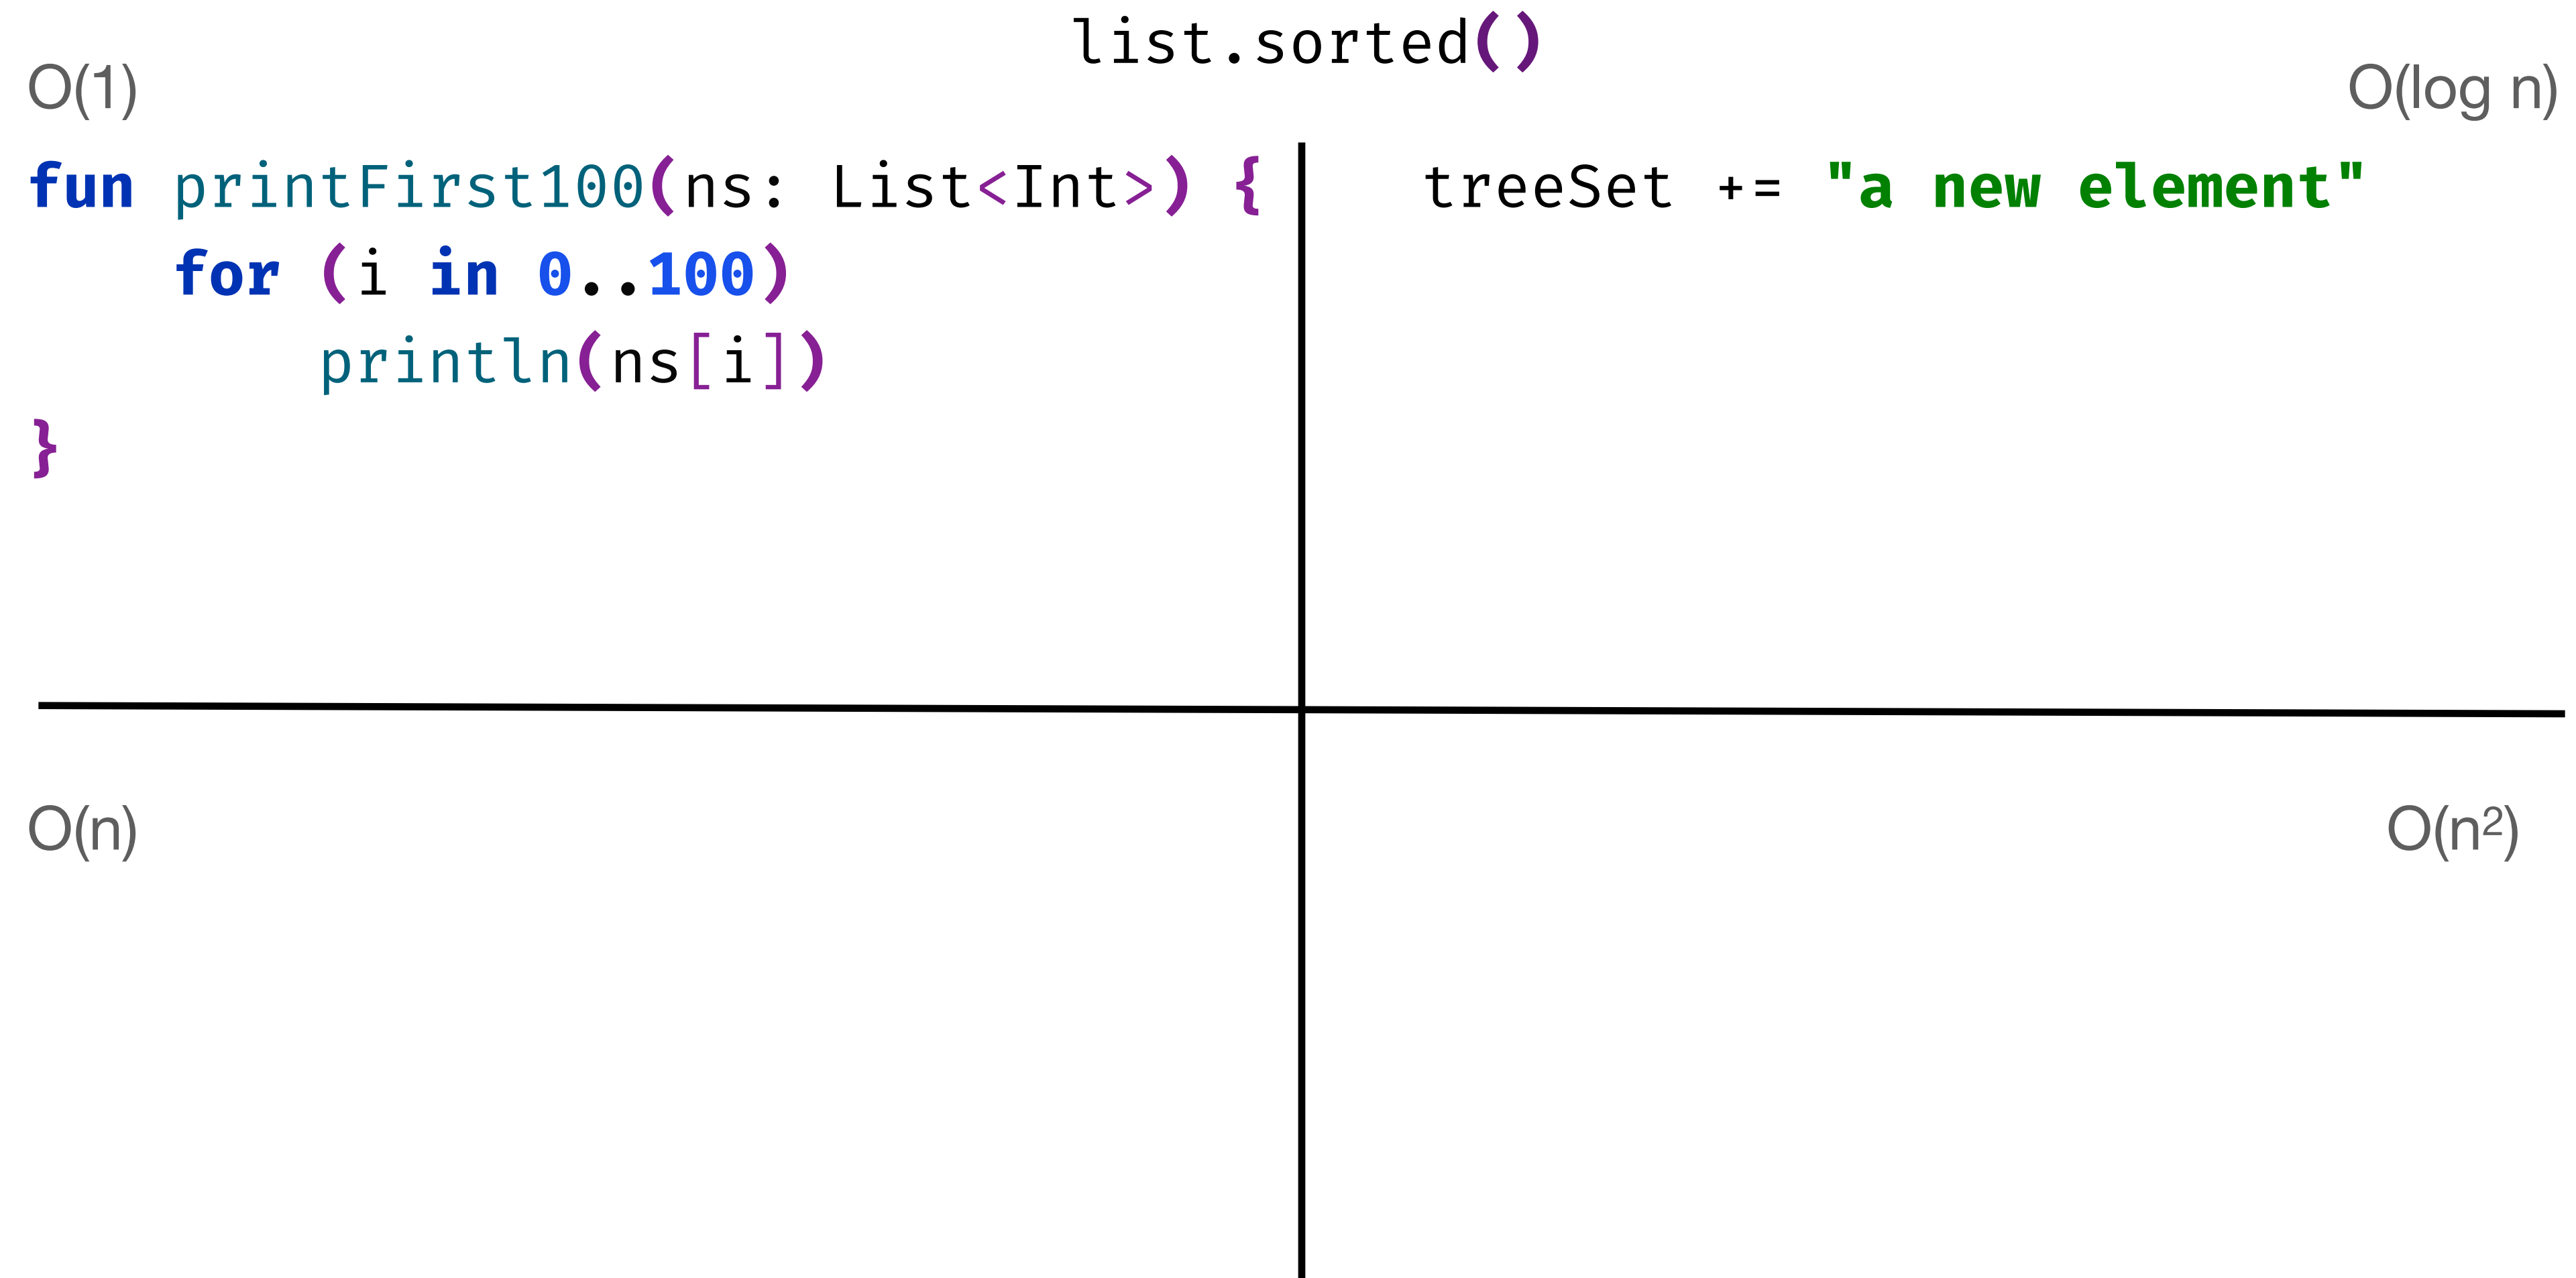 list.sorted()
O(1)
O(log n)
fun printFirst100(ns: List<Int>) {
    for (i in 0..100)
        println(ns[i])
}
treeSet += "a new element"
O(n)
O(n²)